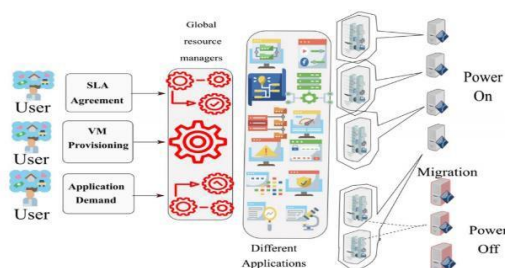 Global
resource
managers
SLA
Agreement
User
VM
Provisioning
User
Application
Demand
User
Different
Applications
Power
On
Migration
Power
Off